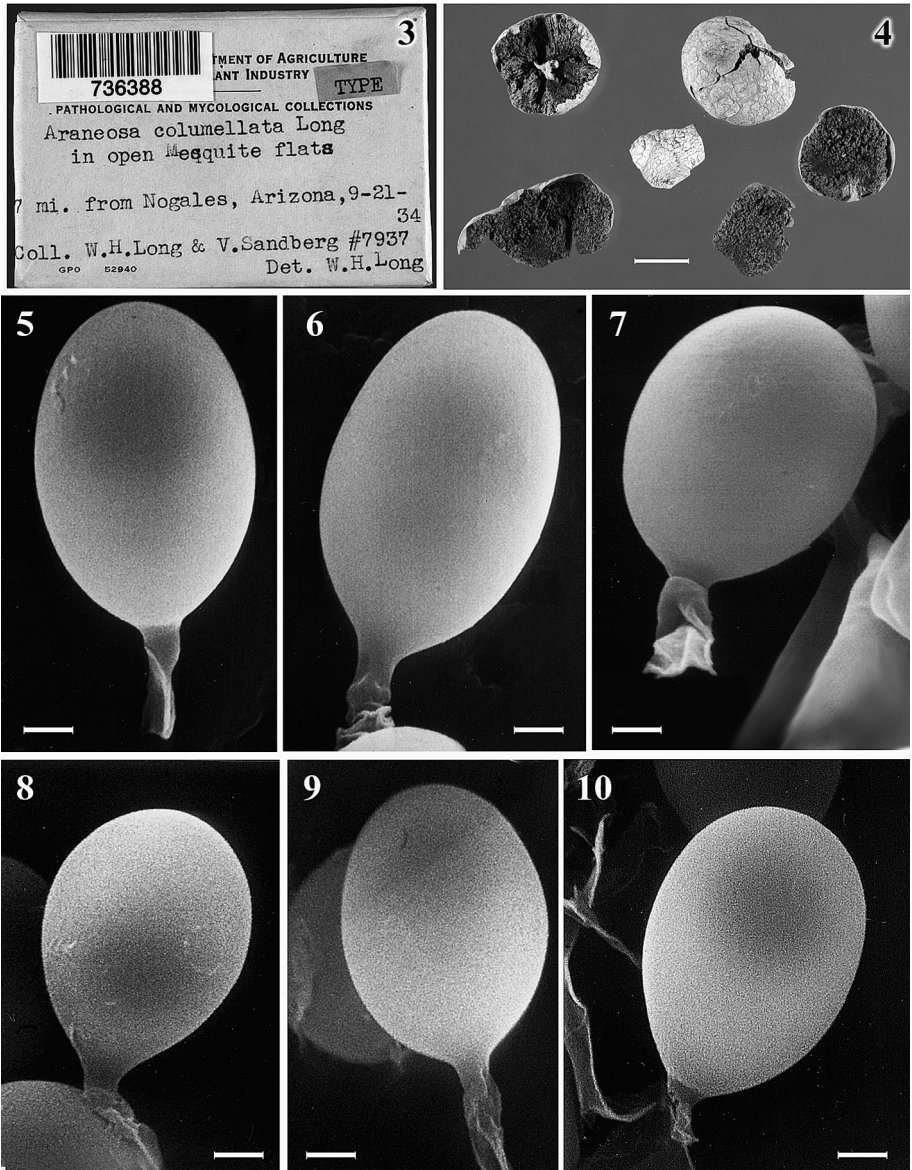 3
736388
TMENT OF AGRICULTURE
LANT INDUSTRY
TYPE
PATHOLOGICAL AND MYCOLOGICAL COLLECTIONS
Araneosa columellata Long
in open Mesquite flats
7 mi. from Nogales, Arizona,9-21-
34
Coll. W.H.Long & V.Sandberg #7937
GPO 52940 Det. W.H.Long
4
5
6
7
8
9
10